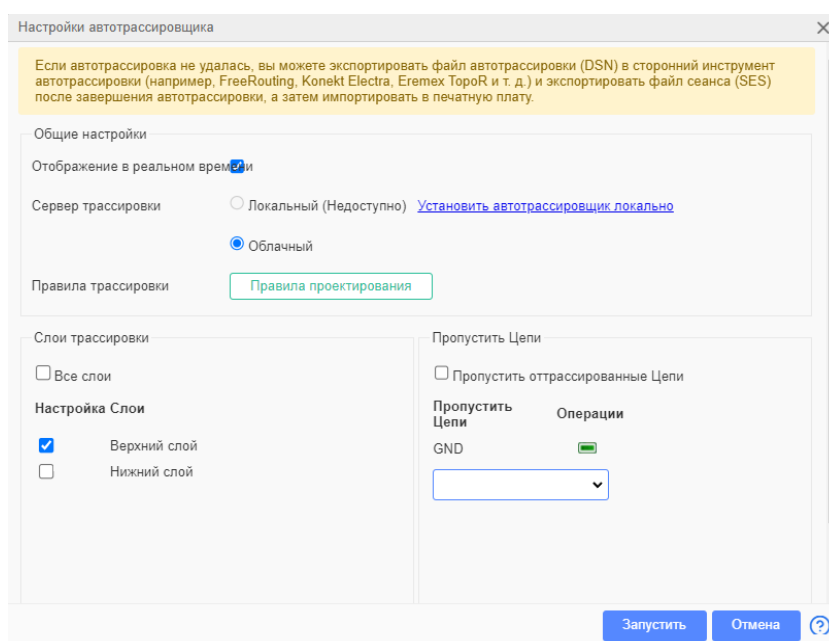 Настройки автотрассировщика
Если автотрассировка не удалась, вы можете экспортировать файл автотрассировки (DSN) в сторонний инструмент
автотрассировки (например, FreeRouting, Konekt Electra, Eremex TopoR и т. д.) и экспортировать файл сеанса (SES)
после завершения автотрассировки, а затем импортировать в печатную плату.
Общие настройки
Отображение в реальном времени
Сервер трассировки
Локальный (Недоступно) Установить автотрассировщик локально
Облачный
Правила трассировки
Правила проектирования
Слои трассировки
Все слои
Настройка Слои
Верхний слой
Нижний слой
Пропустить Цепи
Пропустить оттрассированные Цепи
Пропустить
Цепи
Операции
GND
Запустить
Отмена